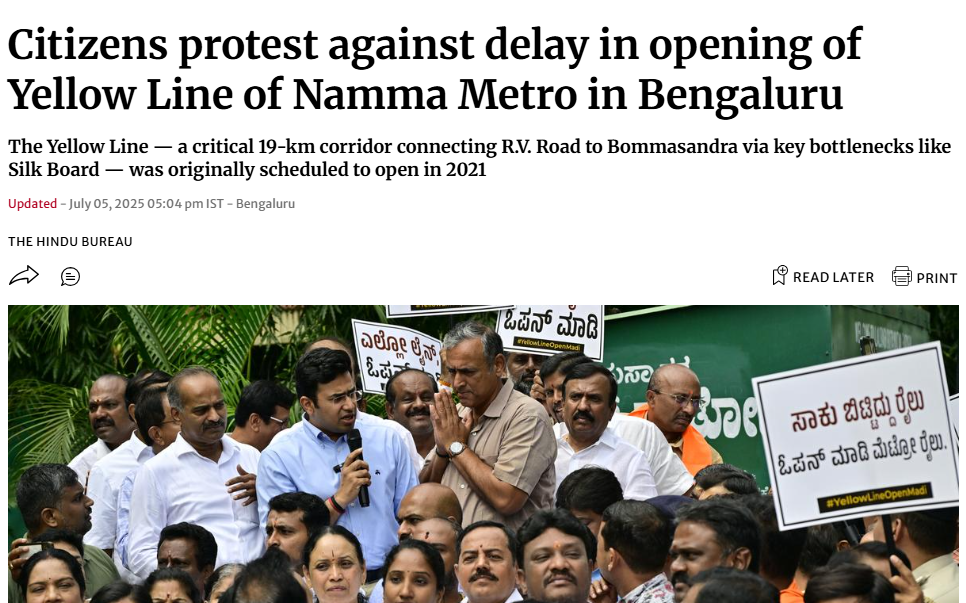 Citizens protest against delay in opening of
Yellow Line of Namma Metro in Bengaluru
The Yellow Line — a critical 19-km corridor connecting R.V. Road to Bommasandra via key bottlenecks like
Silk Board — was originally scheduled to open in 2021
Updated - July 05, 2025 05:04 pm IST - Bengaluru
THE HINDU BUREAU
READ LATER PRINT
ಎಲ್ಲೋ ಲೈನ್
ಓಪನ್
ಓಪನ್ ಮಾಡಿ
#YellowLineOpenMadi
ಸಾಕು ಬಿಟ್ಟಿದ್ದು ರೈಲು
ಓಪನ್ ಮಾಡಿ ಮೆಟ್ರೋ ರೈಲು.
#YellowLineOpenMadi